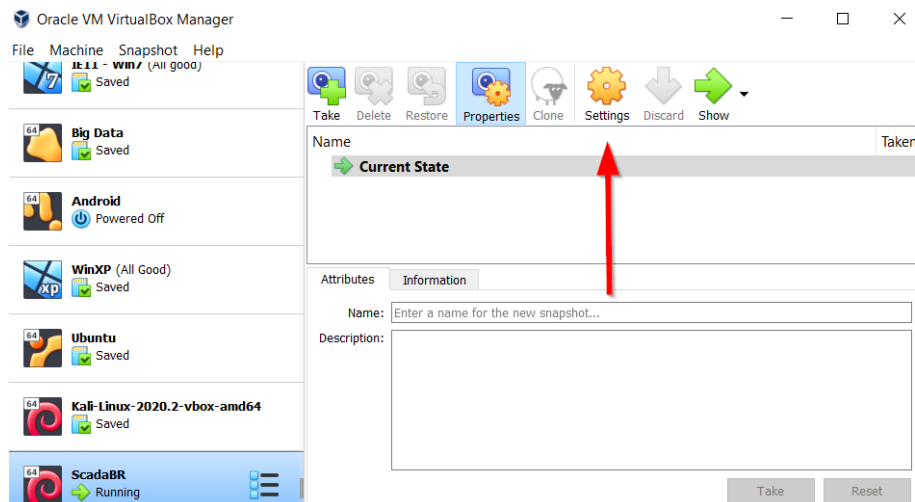 Oracle VM VirtualBox Manager
File Machine Snapshot Help
IE11 - Win7 (All good)
Saved
64
Big Data
Saved
64
Android
Powered Off
WinXP (All Good)
Saved
64
Ubuntu
Saved
64
Kali-Linux-2020.2-vbox-amd64
Saved
64
ScadaBR
Running
Take Delete Restore Properties Clone Settings Discard Show
Name Taken
Current State
Attributes Information
Name: Enter a name for the new snapshot...
Description:
Take Reset